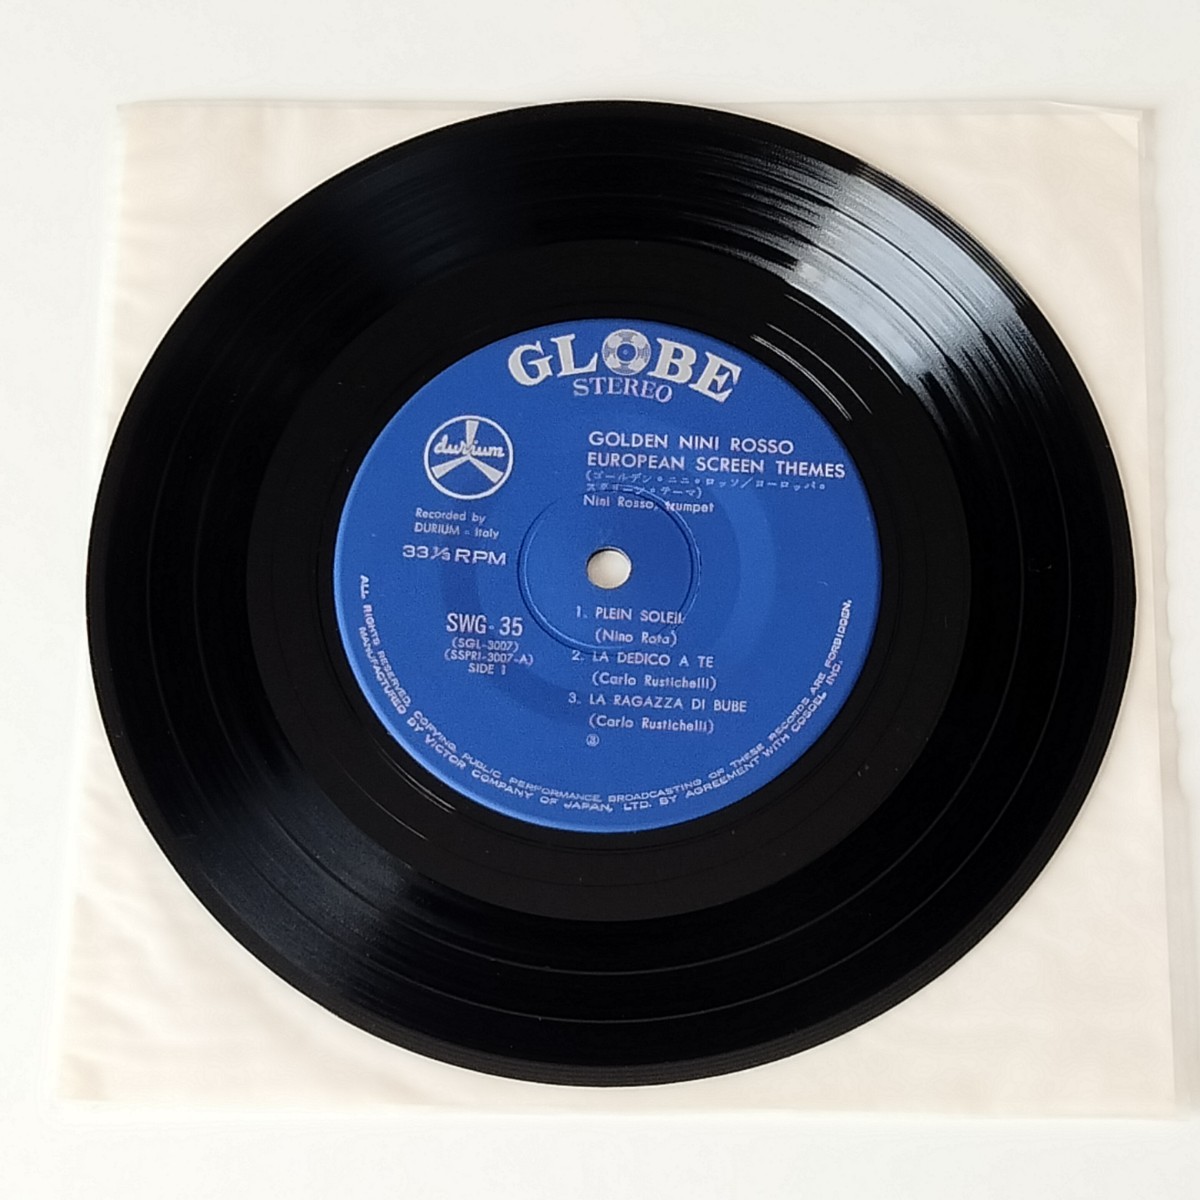 GLOBE
STEREO
durium
GOLDEN NINI ROSSO
EUROPEAN SCREEN THEMES
(ゴールデン・ニニ・ロッソ/ヨーロッパ・
スクリーン・テーマ)
Nini Rosso, trumpet
Recorded by
DURIUM - Italy
33⅓ RPM
SWG-35
(SGL-3007)
(SSPRI-3007-A)
SIDE 1
1. PLEIN SOLEIL
(Nino Rota)
2. LA DEDICO A TE
(Carlo Rustichelli)
3. LA RAGAZZA DI BUBE
(Carlo Rustichelli)
ALL RIGHTS RESERVED. COPYING, PUBLIC PERFORMANCE, BROADCASTING OF THESE RECORDS ARE FORBIDDEN.
MANUFACTURED BY VICTOR COMPANY OF JAPAN, LTD. BY AGREEMENT WITH COSDEL INC.